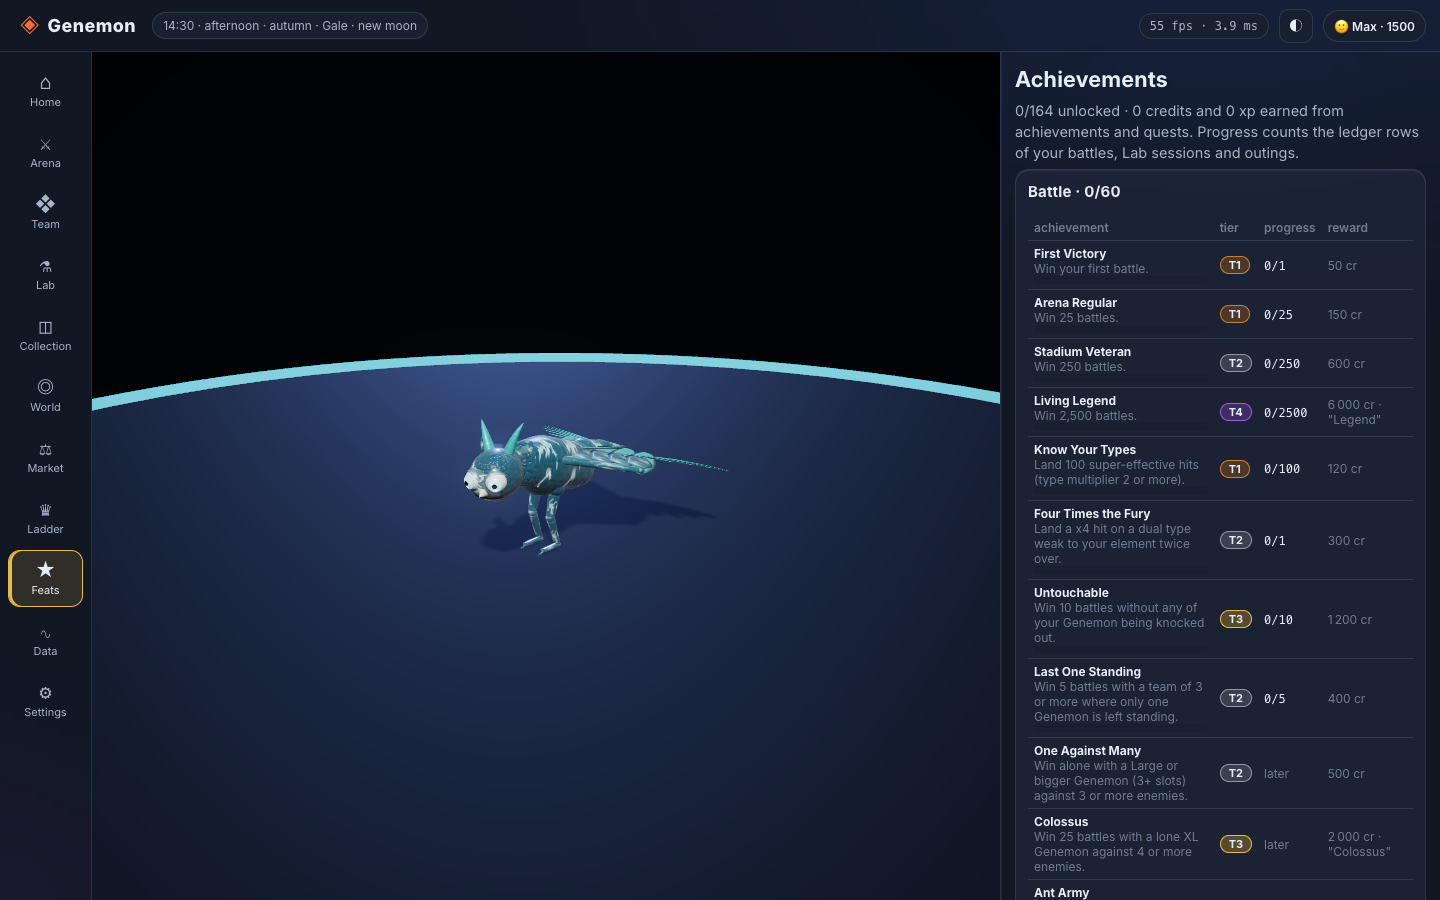 Genemon
14:30 · afternoon · autumn · Gale · new moon
55 fps · 3.9 ms
Max · 1500
Home
Arena
Team
Lab
Collection
World
Market
Ladder
Feats
Data
Settings
Achievements
0/164 unlocked · 0 credits and 0 xp earned from
achievements and quests. Progress counts the ledger rows
of your battles, Lab sessions and outings.
Battle · 0/60
achievement tier progress reward
First Victory
Win your first battle.
T1 0/1 50 cr
Arena Regular
Win 25 battles.
T1 0/25 150 cr
Stadium Veteran
Win 250 battles.
T2 0/250 600 cr
Living Legend
Win 2,500 battles.
T4 0/2500 6 000 cr ·
"Legend"
Know Your Types
Land 100 super-effective hits
(type multiplier 2 or more).
T1 0/100 120 cr
Four Times the Fury
Land a x4 hit on a dual type
weak to your element twice
over.
T2 0/1 300 cr
Untouchable
Win 10 battles without any of
your Genemon being knocked
out.
T3 0/10 1 200 cr
Last One Standing
Win 5 battles with a team of 3
or more where only one
Genemon is left standing.
T2 0/5 400 cr
One Against Many
Win alone with a Large or
bigger Genemon (3+ slots)
against 3 or more enemies.
T2 later 500 cr
Colossus
Win 25 battles with a lone XL
Genemon against 4 or more
enemies.
T3 later 2 000 cr ·
"Colossus"
Ant Army